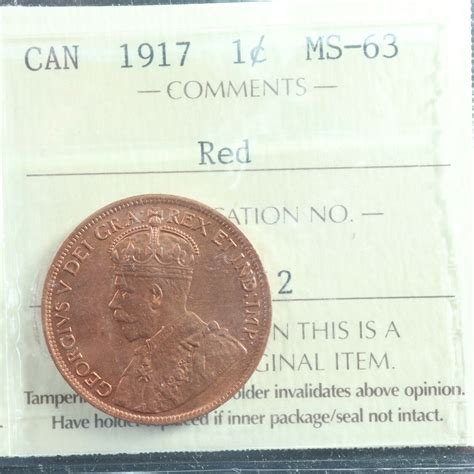 CAN 1917 1¢ MS-63
— COMMENTS —
Red
CATION NO. —
2
N THIS IS A
GINAL ITEM.
Tamper older invalidates above opinion.
Have hold ced if inner package/seal not intact.
GEORGIVS V DEI GRA: REX ET IND:IMP: